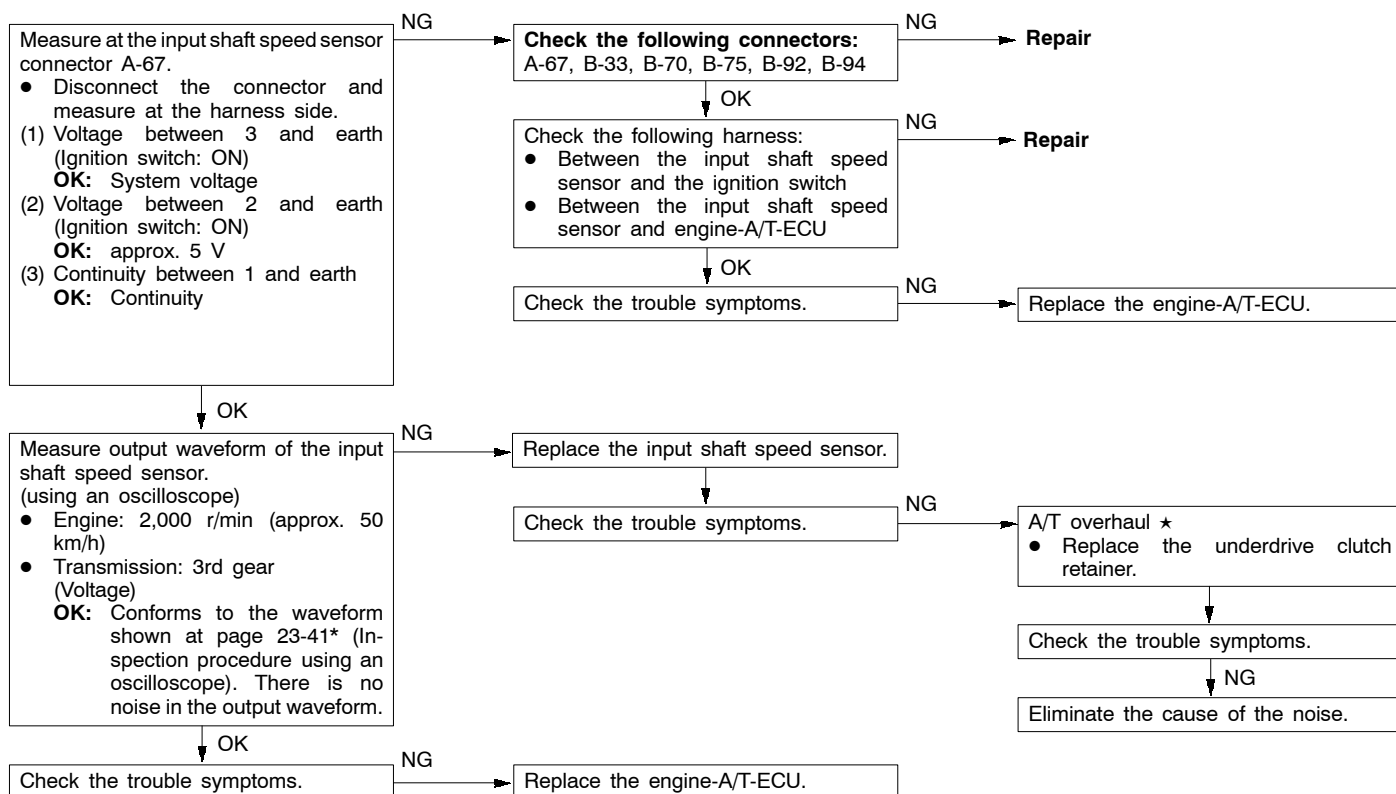 Measure at the input shaft speed sensor
connector A-67.
● Disconnect the connector and
measure at the harness side.
(1) Voltage between 3 and earth
(Ignition switch: ON)
OK: System voltage
(2) Voltage between 2 and earth
(Ignition switch: ON)
OK: approx. 5 V
(3) Continuity between 1 and earth
OK: Continuity
NG
Check the following connectors:
A-67, B-33, B-70, B-75, B-92, B-94
NG
Repair
OK
Check the following harness:
● Between the input shaft speed
sensor and the ignition switch
● Between the input shaft speed
sensor and engine-A/T-ECU
NG
Repair
OK
Check the trouble symptoms.
NG
Replace the engine-A/T-ECU.
OK
Measure output waveform of the input
shaft speed sensor.
(using an oscilloscope)
● Engine: 2,000 r/min (approx. 50
km/h)
● Transmission: 3rd gear
(Voltage)
OK: Conforms to the waveform
shown at page 23-41* (In-
spection procedure using an
oscilloscope). There is no
noise in the output waveform.
NG
Replace the input shaft speed sensor.
Check the trouble symptoms.
NG
A/T overhaul ★
● Replace the underdrive clutch
retainer.
Check the trouble symptoms.
NG
Eliminate the cause of the noise.
OK
Check the trouble symptoms.
NG
Replace the engine-A/T-ECU.